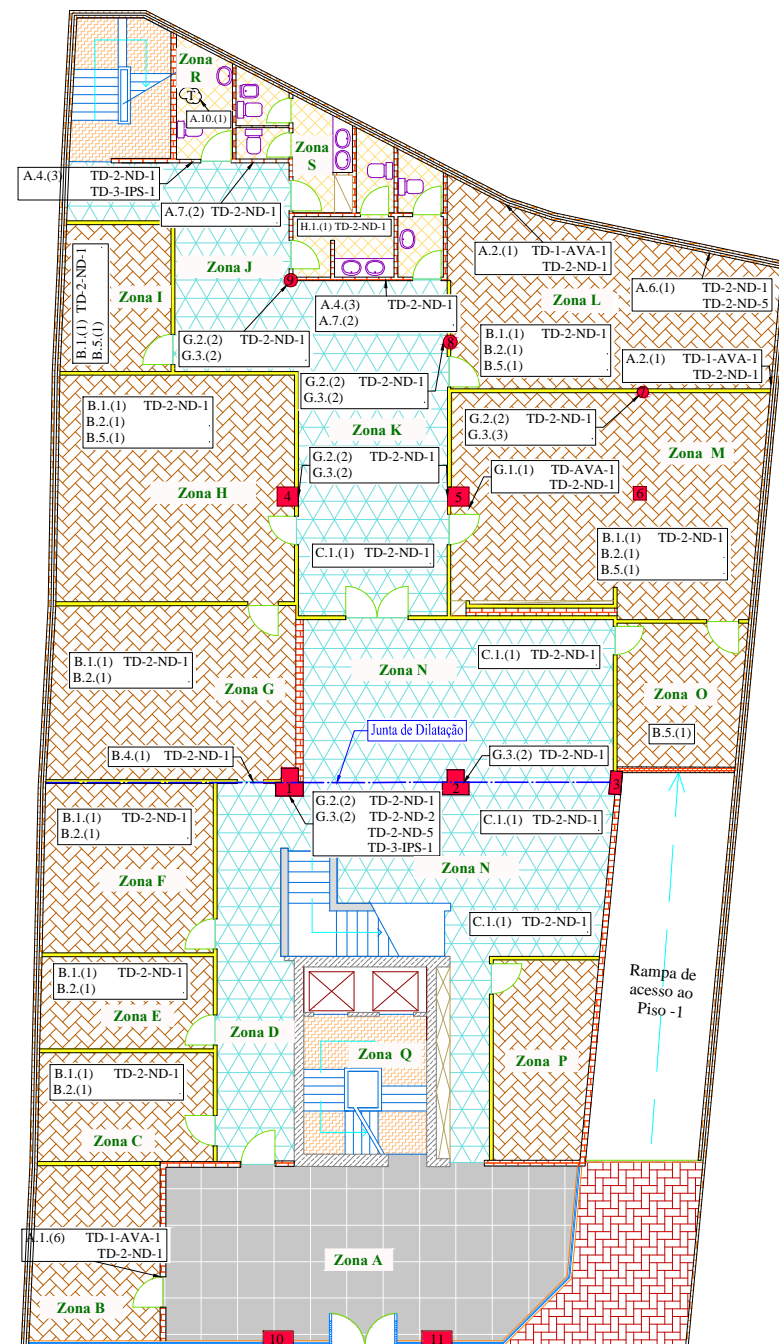 Zona
R
T
A.10.(1)
Zona
S
A.4.(3) TD-2-ND-1
TD-3-IPS-1
A.7.(2) TD-2-ND-1
H.1.(1) TD-2-ND-1
A.2.(1) TD-1-AVA-1
TD-2-ND-1
Zona J
Zona I
B.1.(1) TD-2-ND-1
B.5.(1)
9
A.4.(3) TD-2-ND-1
A.7.(2)
Zona L
A.6.(1) TD-2-ND-1
TD-2-ND-5
G.2.(2) TD-2-ND-1
G.3.(2)
8
B.1.(1) TD-2-ND-1
B.2.(1)
B.5.(1)
A.2.(1) TD-1-AVA-1
TD-2-ND-1
G.2.(2) TD-2-ND-1
G.3.(2)
7
B.1.(1) TD-2-ND-1
B.2.(1)
B.5.(1)
Zona K
G.2.(2) TD-2-ND-1
G.3.(3)
G.2.(2) TD-2-ND-1
G.3.(2)
Zona M
G.1.(1) TD-AVA-1
TD-2-ND-1
Zona H
4
5
6
B.1.(1) TD-2-ND-1
B.2.(1)
B.5.(1)
C.1.(1) TD-2-ND-1
B.1.(1) TD-2-ND-1
B.2.(1)
Zona G
Zona N
C.1.(1) TD-2-ND-1
Zona O
B.5.(1)
Junta de Dilatação
B.4.(1) TD-2-ND-1
G.3.(2) TD-2-ND-1
1
2
3
G.2.(2) TD-2-ND-1
G.3.(2) TD-2-ND-2
TD-2-ND-5
TD-3-IPS-1
B.1.(1) TD-2-ND-1
B.2.(1)
C.1.(1) TD-2-ND-1
Zona F
Zona N
C.1.(1) TD-2-ND-1
B.1.(1) TD-2-ND-1
B.2.(1)
Zona E
Rampa de
acesso ao
Piso -1
Zona D
Zona Q
Zona P
B.1.(1) TD-2-ND-1
B.2.(1)
Zona C
A.1.(6) TD-1-AVA-1
TD-2-ND-1
Zona A
Zona B
10
11